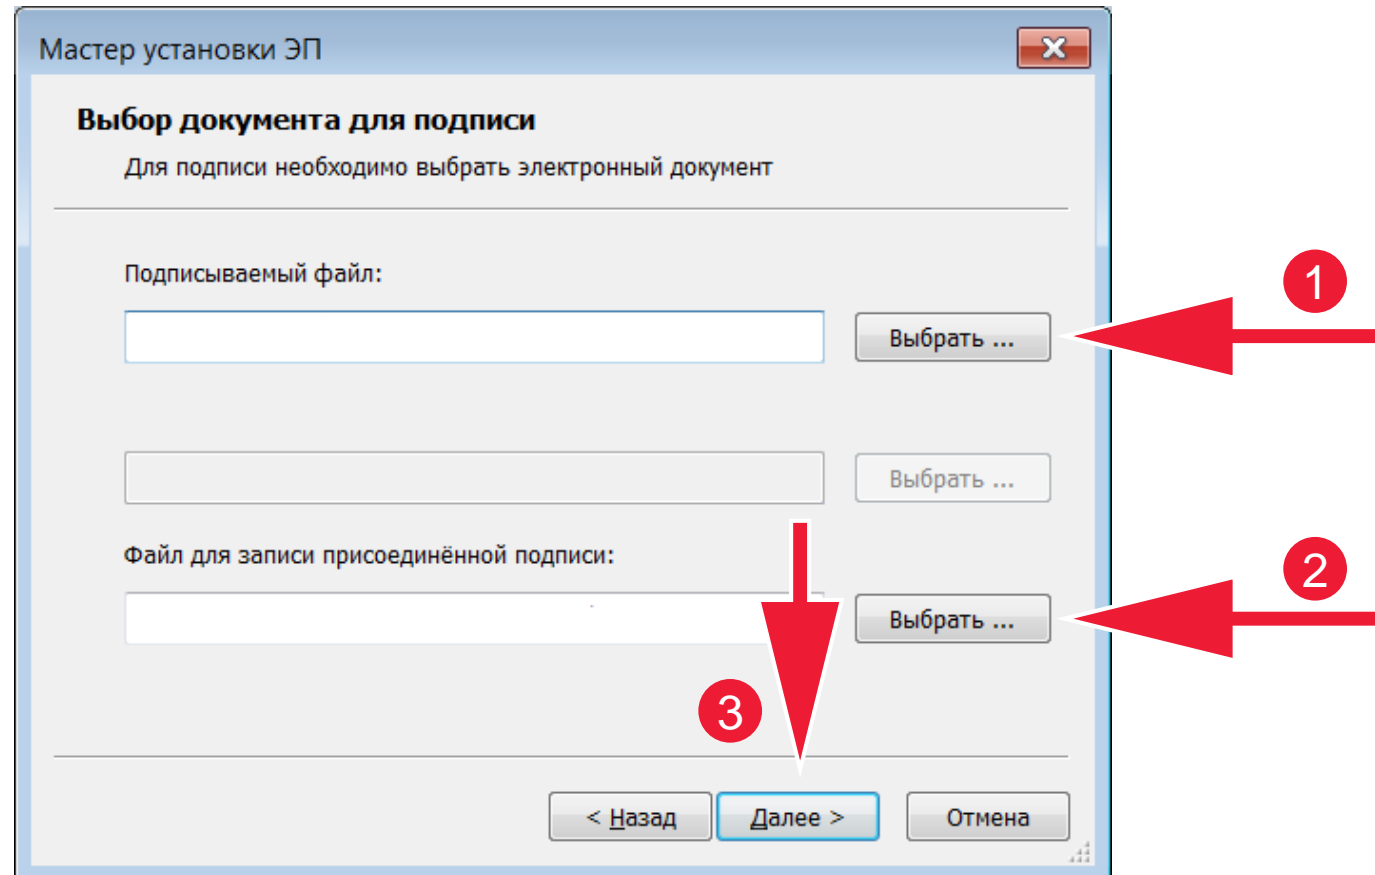 Мастер установки ЭП
Выбор документа для подписи
Для подписи необходимо выбрать электронный документ
Подписываемый файл:
Выбрать ...
1
Выбрать ...
Файл для записи присоединённой подписи:
Выбрать ...
2
3
< Назад
Далее >
Отмена